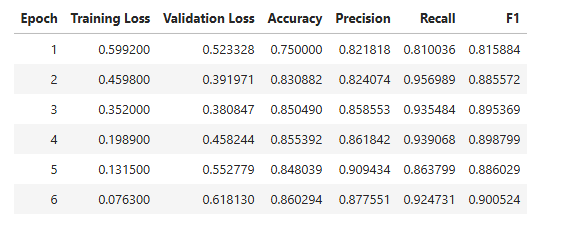 Epoch Training Loss Validation Loss Accuracy Precision Recall F1
1 0.599200 0.523328 0.750000 0.821818 0.810036 0.815884
2 0.459800 0.391971 0.830882 0.824074 0.956989 0.885572
3 0.352000 0.380847 0.850490 0.858553 0.935484 0.895369
4 0.198900 0.458244 0.855392 0.861842 0.939068 0.898799
5 0.131500 0.552779 0.848039 0.909434 0.863799 0.886029
6 0.076300 0.618130 0.860294 0.877551 0.924731 0.900524